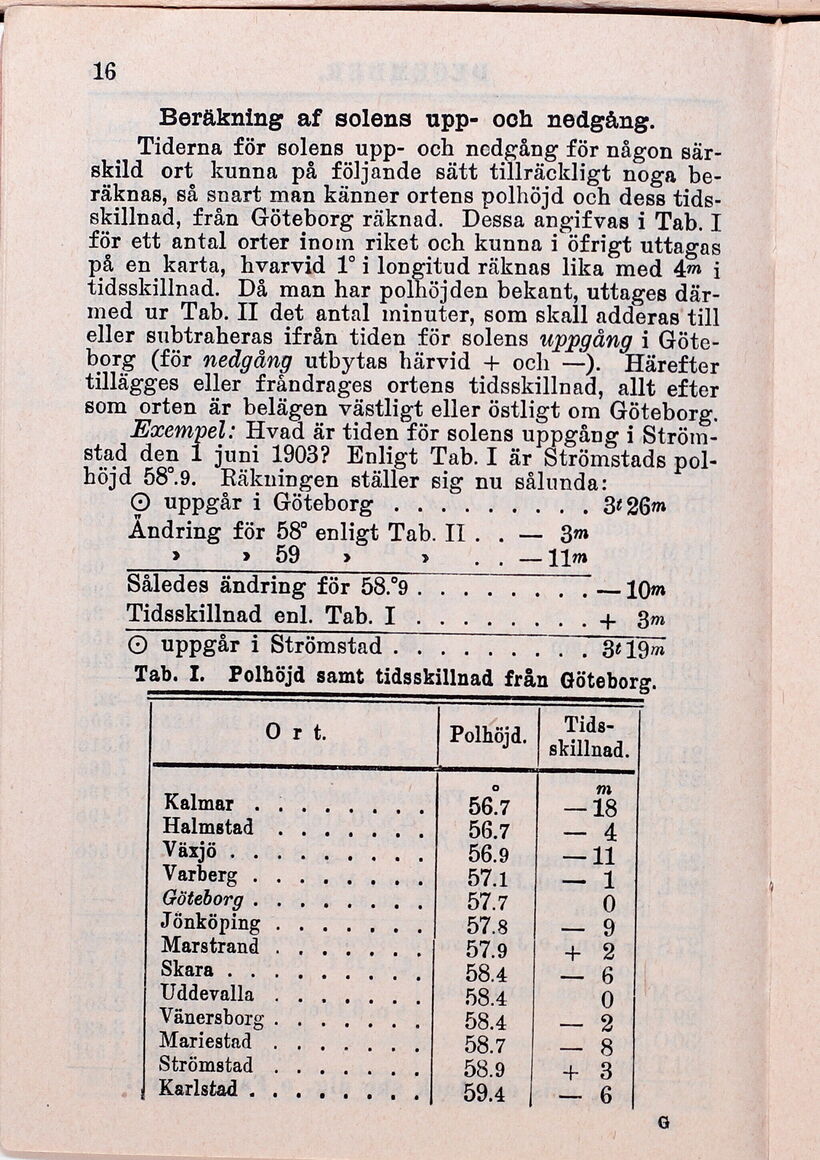 16
Beräkning af solens upp- och nedgång.
Tiderna för solens upp- och nedgång för någon sär-
skild ort kunna på följande sätt tillräckligt noga be-
räknas, så snart man känner ortens polhöjd och dess tids-
skillnad, från Göteborg räknad. Dessa angifvas i Tab. I
för ett antal orter inom riket och kunna i öfrigt uttagas
på en karta, hvarvid 1° i longitud räknas lika med 4m i
tidsskillnad. Då man har polhöjden bekant, uttages där-
med ur Tab. II det antal minuter, som skall adderas till
eller subtraheras ifrån tiden för solens uppgång i Göte-
borg (för nedgång utbytas härvid + och —). Härefter
tillägges eller fråndrages ortens tidsskillnad, allt efter
som orten är belägen västligt eller östligt om Göteborg.
Exempel: Hvad är tiden för solens uppgång i Ström-
stad den 1 juni 1903? Enligt Tab. I är Strömstads pol-
höjd 58°.9. Räkningen ställer sig nu sålunda:
☉ uppgår i Göteborg . . . . . . . . . 3t26m
Ändring för 58° enligt Tab. II . . — 3m
» » 59 » » . . —11m
Således ändring för 58.°9 . . . . . . . . —10m
Tidsskillnad enl. Tab. I . . . . . . . . . + 3m
☉ uppgår i Strömstad . . . . . . . . . 3t19m
Tab. I. Polhöjd samt tidsskillnad från Göteborg.
Ort. Polhöjd. Tids-
skillnad.
° m
Kalmar . . . . . . . . 56.7 —18
Halmstad . . . . . . . 56.7 — 4
Växjö . . . . . . . . . 56.9 —11
Varberg . . . . . . . . 57.1 — 1
Göteborg . . . . . . . . 57.7 0
Jönköping . . . . . . . 57.8 — 9
Marstrand . . . . . . . 57.9 + 2
Skara . . . . . . . . . 58.4 — 6
Uddevalla . . . . . . . 58.4 0
Vänersborg . . . . . . . 58.4 — 2
Mariestad . . . . . . . 58.7 — 8
Strömstad . . . . . . . 58.9 + 3
Karlstad . . . . . . . . 59.4 — 6
G